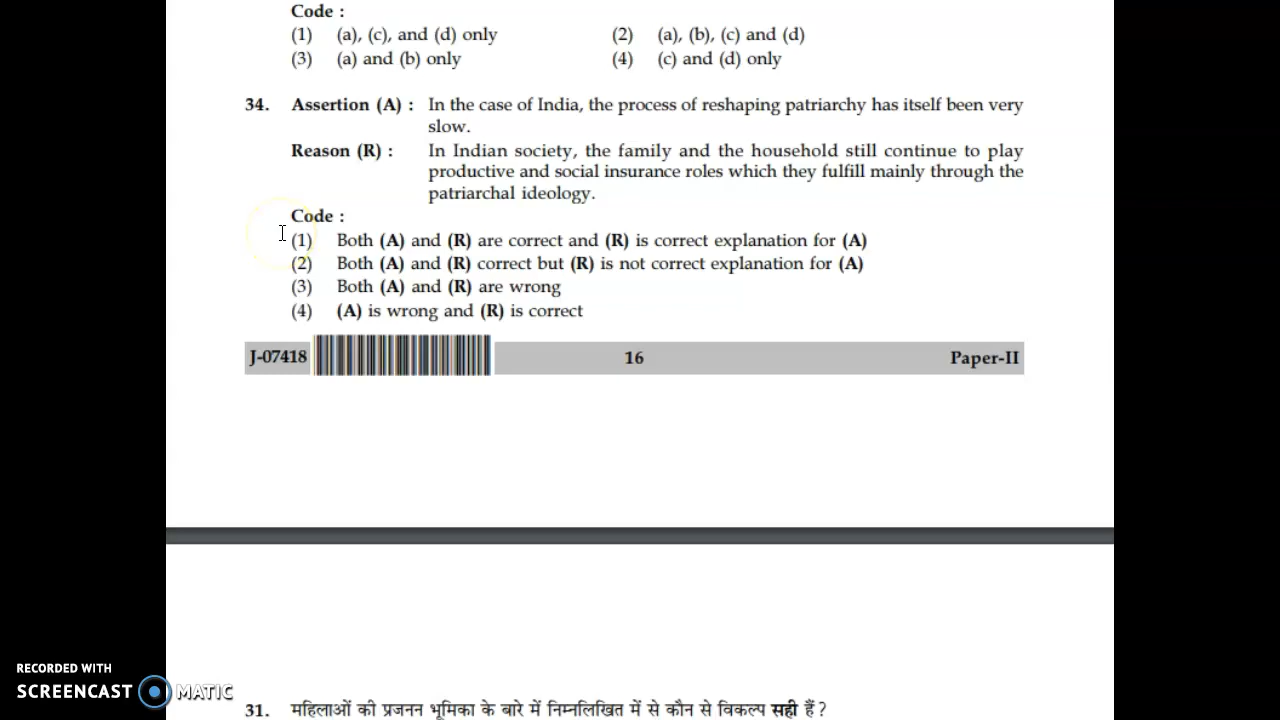 Code :
(1) (a), (c), and (d) only (2) (a), (b), (c) and (d)
(3) (a) and (b) only (4) (c) and (d) only
34. Assertion (A) : In the case of India, the process of reshaping patriarchy has itself been very
slow.
Reason (R) : In Indian society, the family and the household still continue to play
productive and social insurance roles which they fulfill mainly through the
patriarchal ideology.
Code :
(1) Both (A) and (R) are correct and (R) is correct explanation for (A)
(2) Both (A) and (R) correct but (R) is not correct explanation for (A)
(3) Both (A) and (R) are wrong
(4) (A) is wrong and (R) is correct
J-07418 16 Paper-II
RECORDED WITH
SCREENCAST MATIC
31. महिलाओं की प्रजनन भूमिका के बारे में निम्नलिखित में से कौन से विकल्प सही हैं ?